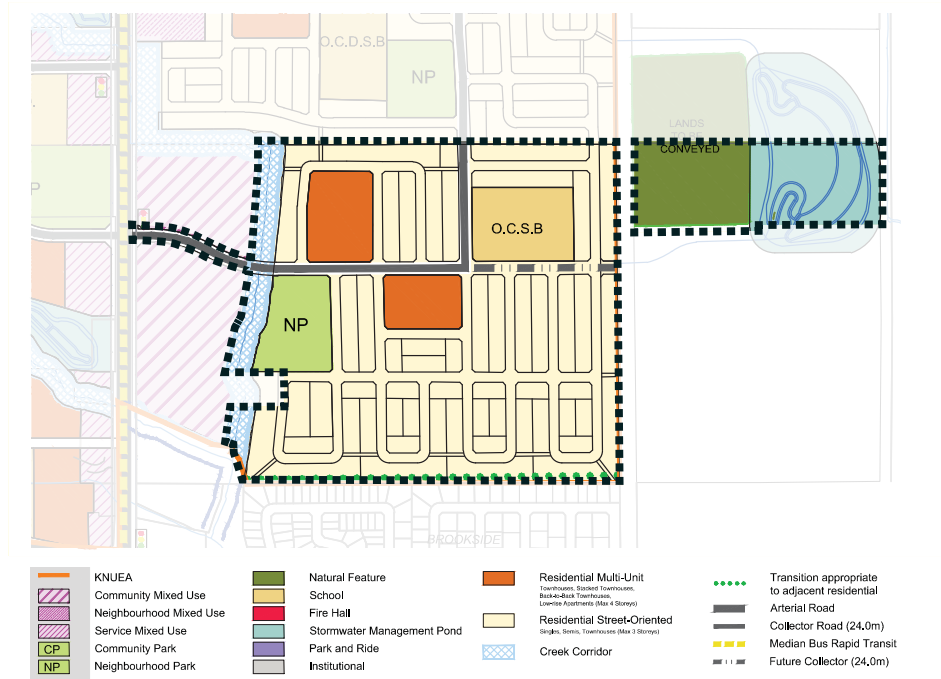 O.C.D.S.B
NP
LANDS
TO BE
CONVEYED
P
O.C.S.B
NP
BROOKSIDE
KNUEA
Community Mixed Use
Neighbourhood Mixed Use
Service Mixed Use
CP Community Park
NP Neighbourhood Park
Natural Feature
School
Fire Hall
Stormwater Management Pond
Park and Ride
Institutional
Residential Multi-Unit
Townhouses, Stacked Townhouses,
Back-to-Back Townhouses,
Low-rise Apartments (Max 4 Storeys)
Residential Street-Oriented
Singles, Semis, Townhouses (Max 3 Storeys)
Creek Corridor
Transition appropriate
to adjacent residential
Arterial Road
Collector Road (24.0m)
Median Bus Rapid Transit
Future Collector (24.0m)